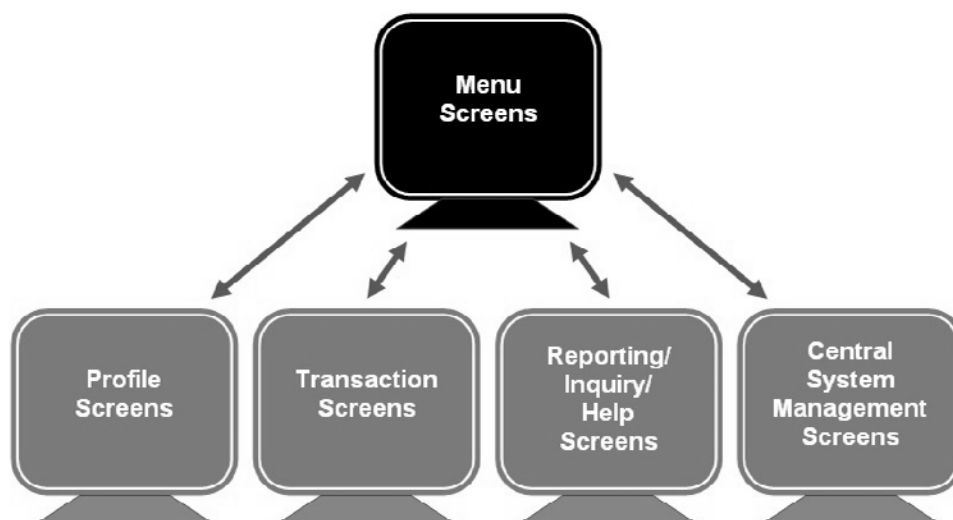 Menu
Screens
Profile
Screens
Transaction
Screens
Reporting/
Inquiry/
Help
Screens
Central
System
Management
Screens